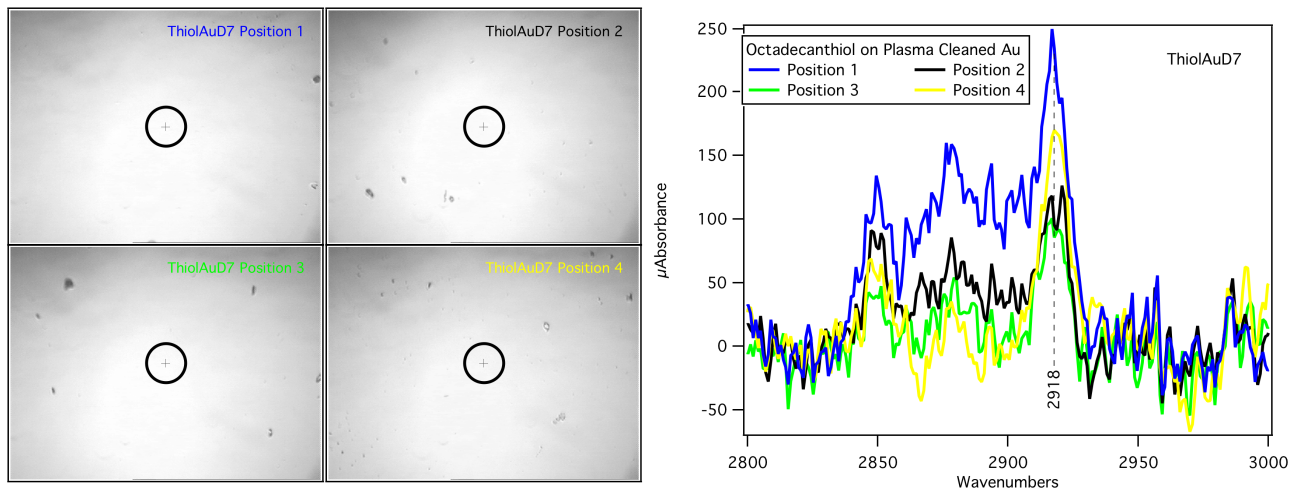 ThiolAuD7 Position 1
ThiolAuD7 Position 2
ThiolAuD7 Position 3
ThiolAuD7 Position 4
Octadecanthiol on Plasma Cleaned Au
Position 1
Position 2
Position 3
Position 4
ThiolAuD7
250
200
150
100
50
0
-50
µAbsorbance
2918
2800
2850
2900
2950
3000
Wavenumbers